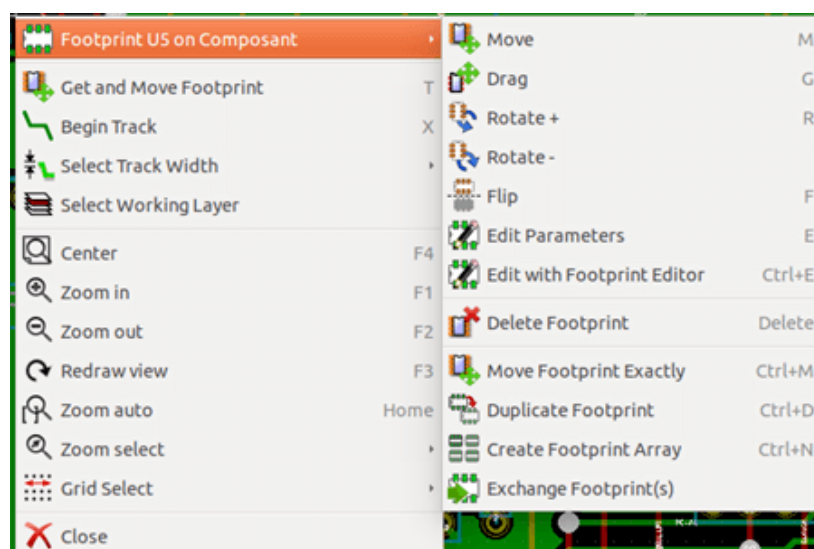 Footprint U5 on Composant
Get and Move Footprint T
Begin Track X
Select Track Width
Select Working Layer
Center F4
Zoom in F1
Zoom out F2
Redraw view F3
Zoom auto Home
Zoom select
Grid Select
Close
Move M
Drag G
Rotate + R
Rotate -
Flip F
Edit Parameters E
Edit with Footprint Editor Ctrl+E
Delete Footprint Delete
Move Footprint Exactly Ctrl+M
Duplicate Footprint Ctrl+D
Create Footprint Array Ctrl+N
Exchange Footprint(s)